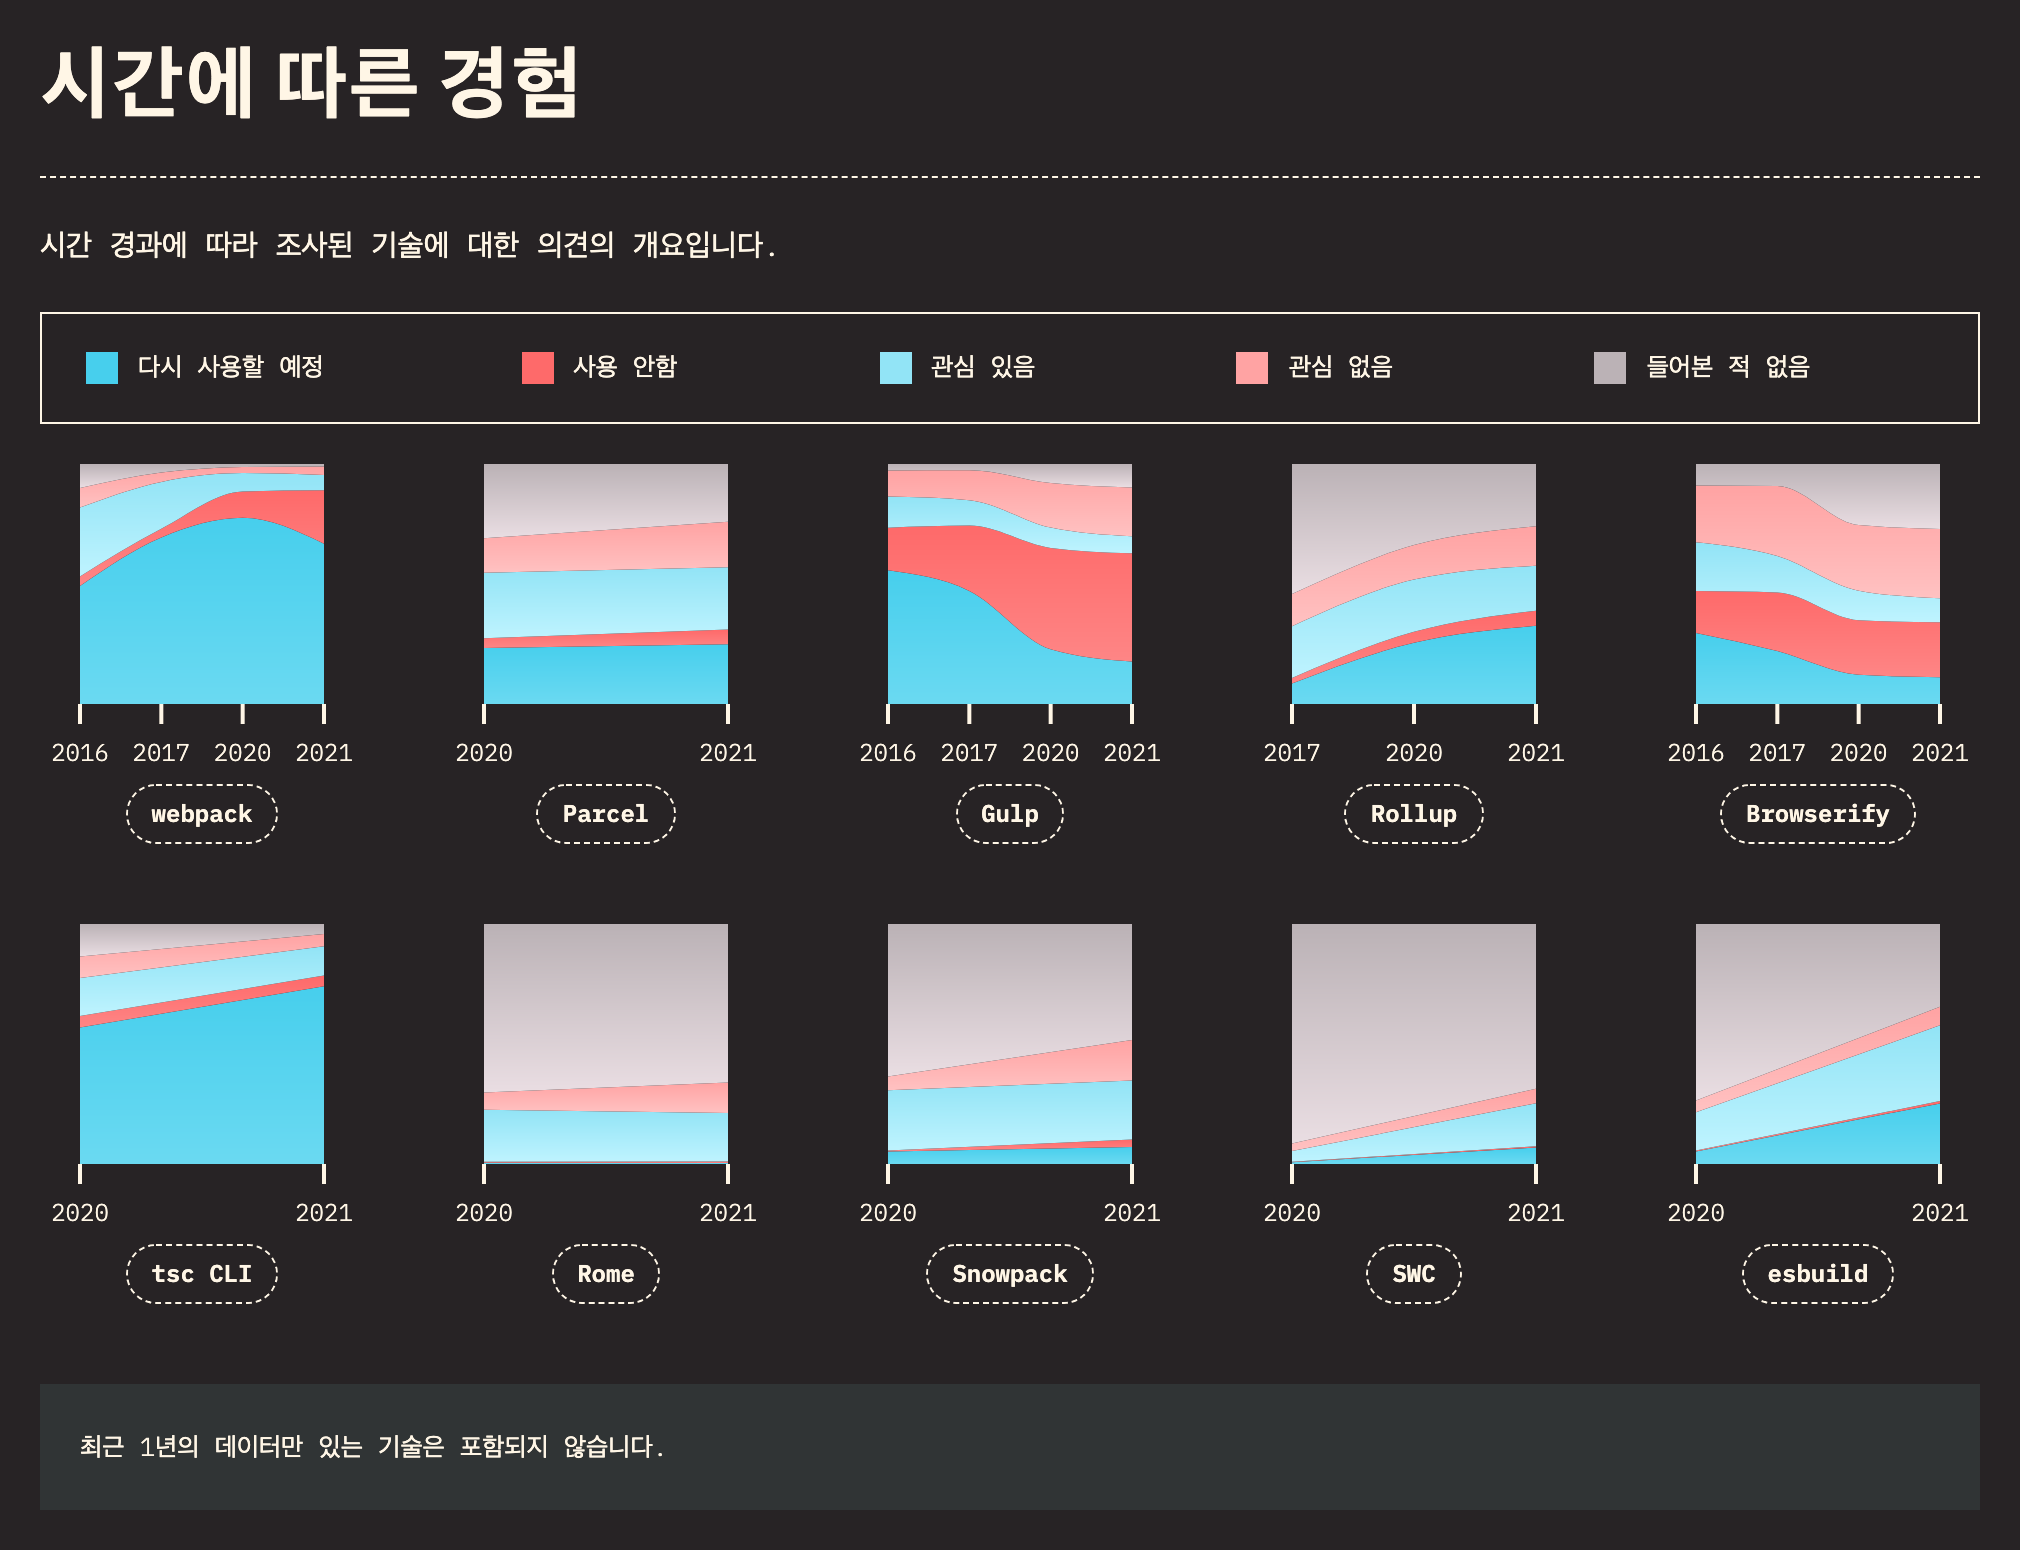 시간에 따른 경험
시간 경과에 따라 조사된 기술에 대한 의견의 개요입니다.
다시 사용할 예정 사용 안함 관심 있음 관심 없음 들어본 적 없음
2016 2017 2020 2021 2020 2021 2016 2017 2020 2021 2017 2020 2021 2016 2017 2020 2021
webpack Parcel Gulp Rollup Browserify
2020 2021 2020 2021 2020 2021 2020 2021 2020 2021
tsc CLI Rome Snowpack SWC esbuild
최근 1년의 데이터만 있는 기술은 포함되지 않습니다.